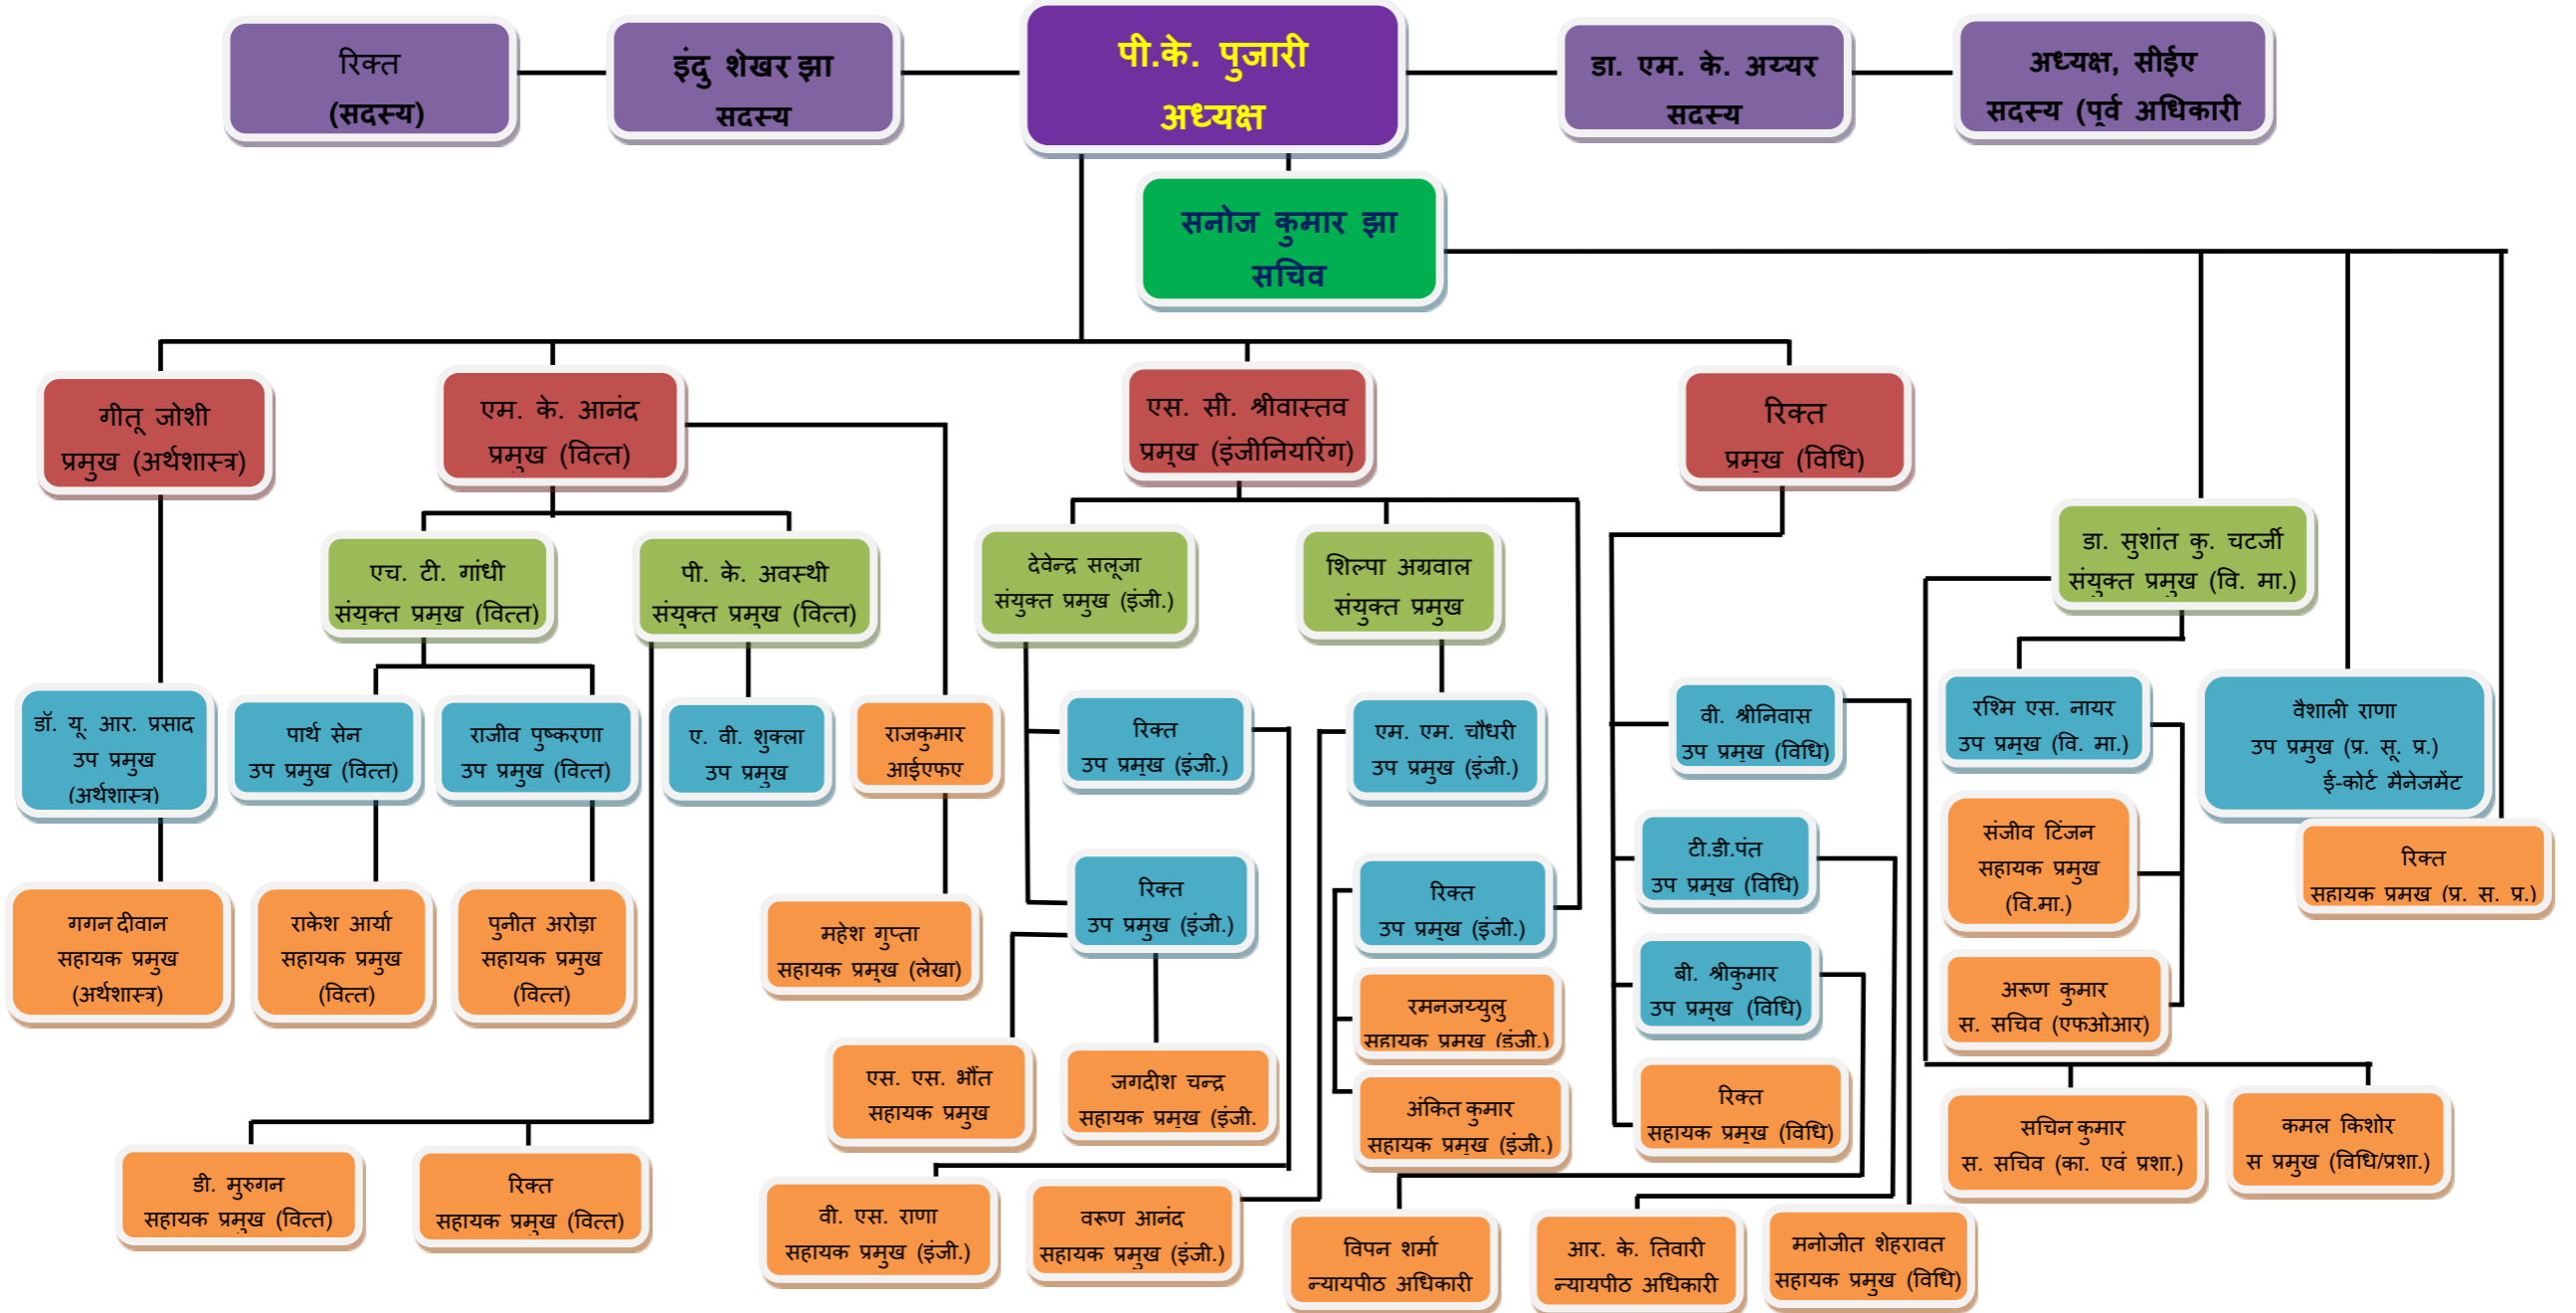 रिक्त
(सदस्य)
इंदु शेखर झा
सदस्य
पी.के. पुजारी
अध्यक्ष
डा. एम. के. अय्यर
सदस्य
अध्यक्ष, सीईए
सदस्य (पूर्व अधिकारी
सनोज कुमार झा
सचिव
गीतू जोशी
प्रमुख (अर्थशास्त्र)
एम. के. आनंद
प्रमुख (वित्त)
एस. सी. श्रीवास्तव
प्रमुख (इंजीनियरिंग)
रिक्त
प्रमुख (विधि)
एच. टी. गांधी
संयुक्त प्रमुख (वित्त)
पी. के. अवस्थी
संयुक्त प्रमुख (वित्त)
देवेन्द्र सलूजा
संयुक्त प्रमुख (इंजी.)
शिल्पा अग्रवाल
संयुक्त प्रमुख
डा. सुशांत कु. चटर्जी
संयुक्त प्रमुख (वि. मा.)
डॉ. यू. आर. प्रसाद
उप प्रमुख
(अर्थशास्त्र)
पार्थ सेन
उप प्रमुख (वित्त)
राजीव पुष्करणा
उप प्रमुख (वित्त)
ए. वी. शुक्ला
उप प्रमुख
राजकुमार
आईएफए
रिक्त
उप प्रमुख (इंजी.)
एम. एम. चौधरी
उप प्रमुख (इंजी.)
वी. श्रीनिवास
उप प्रमुख (विधि)
रश्मि एस. नायर
उप प्रमुख (वि. मा.)
वैशाली राणा
उप प्रमुख (प्र. सू. प्र.)
ई-कोर्ट मैनेजमेंट
संजीव टिंजन
सहायक प्रमुख
(वि.मा.)
रिक्त
सहायक प्रमुख (प्र. सू. प्र.)
टी.डी.पंत
उप प्रमुख (विधि)
रिक्त
उप प्रमुख (इंजी.)
रिक्त
उप प्रमुख (इंजी.)
गगन दीवान
सहायक प्रमुख
(अर्थशास्त्र)
राकेश आर्या
सहायक प्रमुख
(वित्त)
पुनीत अरोड़ा
सहायक प्रमुख
(वित्त)
महेश गुप्ता
सहायक प्रमुख (लेखा)
बी. श्रीकुमार
उप प्रमुख (विधि)
अरूण कुमार
स. सचिव (एफओआर)
रमनजय्युलु
सहायक प्रमुख (इंजी.)
एस. एस. भौंत
सहायक प्रमुख
जगदीश चन्द्र
सहायक प्रमुख (इंजी.
अंकित कुमार
सहायक प्रमुख (इंजी.)
रिक्त
सहायक प्रमुख (विधि)
सचिन कुमार
स. सचिव (का. एवं प्रशा.)
कमल किशोर
स प्रमुख (विधि/प्रशा.)
डी. मुरुगन
सहायक प्रमुख (वित्त)
रिक्त
सहायक प्रमुख (वित्त)
वी. एस. राणा
सहायक प्रमुख (इंजी.)
वरूण आनंद
सहायक प्रमुख (इंजी.)
विपन शर्मा
न्यायपीठ अधिकारी
आर. के. तिवारी
न्यायपीठ अधिकारी
मनोजीत शेहरावत
सहायक प्रमुख (विधि)